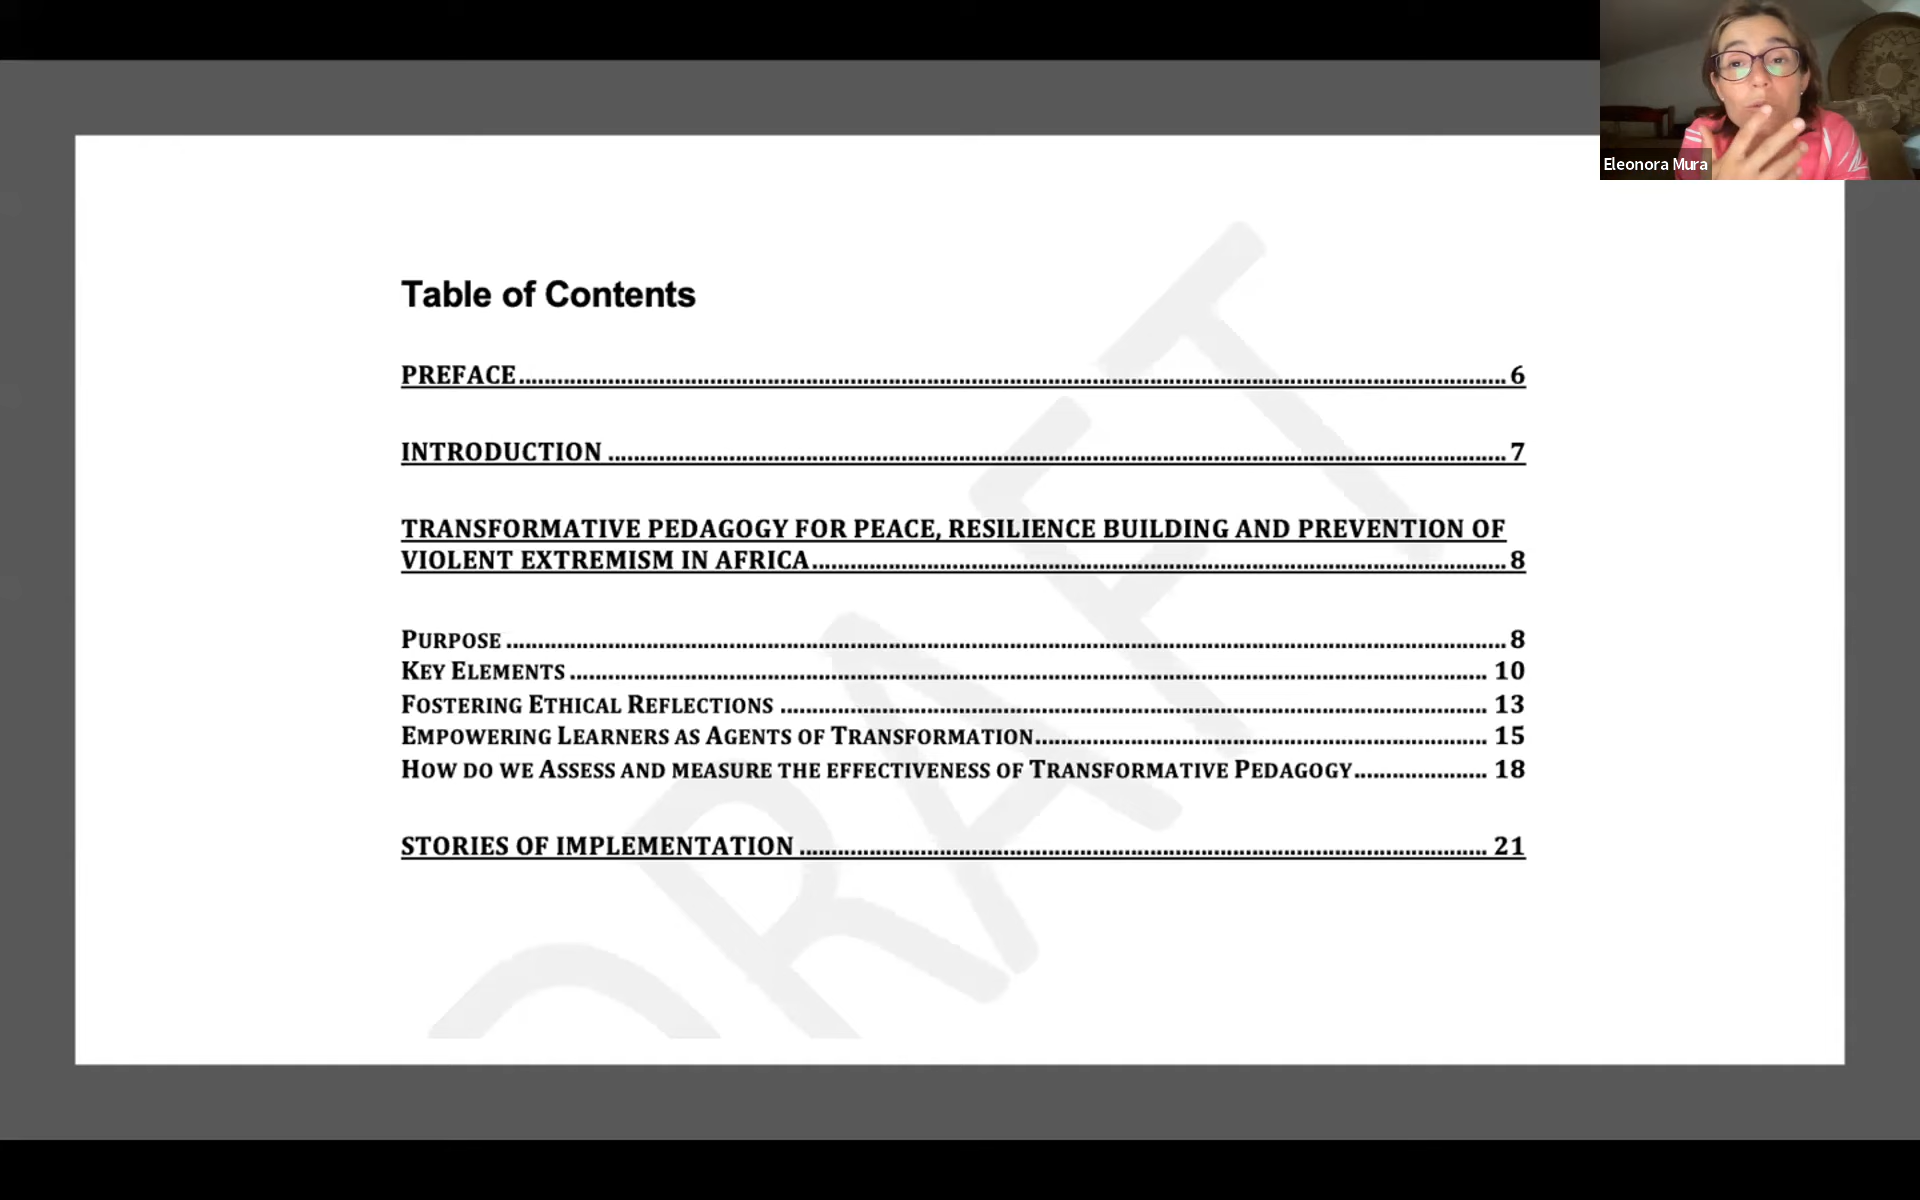 Eleonora Mura
Table of Contents
PREFACE 6
INTRODUCTION 7
TRANSFORMATIVE PEDAGOGY FOR PEACE, RESILIENCE BUILDING AND PREVENTION OF
VIOLENT EXTREMISM IN AFRICA 8
PURPOSE 8
KEY ELEMENTS 10
FOSTERING ETHICAL REFLECTIONS 13
EMPOWERING LEARNERS AS AGENTS OF TRANSFORMATION 15
HOW DO WE ASSESS AND MEASURE THE EFFECTIVENESS OF TRANSFORMATIVE PEDAGOGY 18
STORIES OF IMPLEMENTATION 21
DRAFT